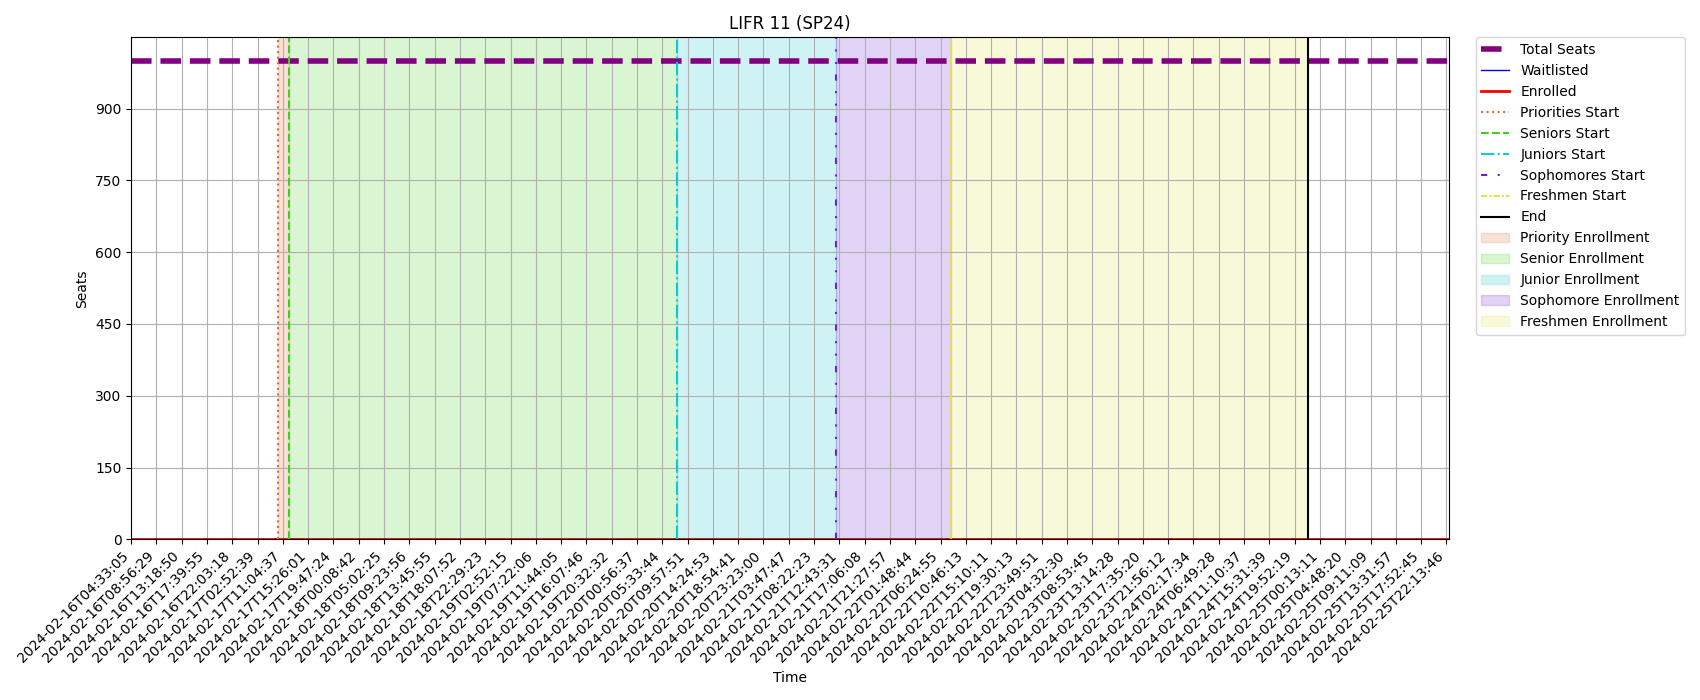 LIFR 11 (SP24)
Total Seats
Waitlisted
Enrolled
Priorities Start
Seniors Start
Juniors Start
Sophomores Start
Freshmen Start
End
Priority Enrollment
Senior Enrollment
Junior Enrollment
Sophomore Enrollment
Freshmen Enrollment
Seats
900
750
600
450
300
150
0
2024-02-16T04:33:05
2024-02-16T08:56:29
2024-02-16T13:18:50
2024-02-16T17:39:55
2024-02-16T22:03:18
2024-02-17T02:52:39
2024-02-17T11:04:37
2024-02-17T15:26:01
2024-02-17T19:47:24
2024-02-18T00:08:42
2024-02-18T05:02:25
2024-02-18T09:23:56
2024-02-18T13:45:55
2024-02-18T18:07:52
2024-02-18T22:29:23
2024-02-19T02:52:15
2024-02-19T07:22:06
2024-02-19T11:44:05
2024-02-19T16:07:46
2024-02-19T20:32:32
2024-02-20T00:56:37
2024-02-20T05:33:44
2024-02-20T09:57:51
2024-02-20T14:24:53
2024-02-20T18:54:41
2024-02-20T23:23:00
2024-02-21T03:47:47
2024-02-21T08:22:23
2024-02-21T12:43:31
2024-02-21T17:06:08
2024-02-21T21:27:57
2024-02-22T01:48:44
2024-02-22T06:24:55
2024-02-22T10:46:13
2024-02-22T15:10:11
2024-02-22T19:30:13
2024-02-22T23:49:51
2024-02-23T04:32:30
2024-02-23T08:53:45
2024-02-23T13:14:28
2024-02-23T17:35:20
2024-02-23T21:56:12
2024-02-24T02:17:34
2024-02-24T06:49:28
2024-02-24T11:10:37
2024-02-24T15:31:39
2024-02-24T19:52:19
2024-02-25T00:13:11
2024-02-25T04:48:20
2024-02-25T09:11:09
2024-02-25T13:31:57
2024-02-25T17:52:45
2024-02-25T22:13:46
Time